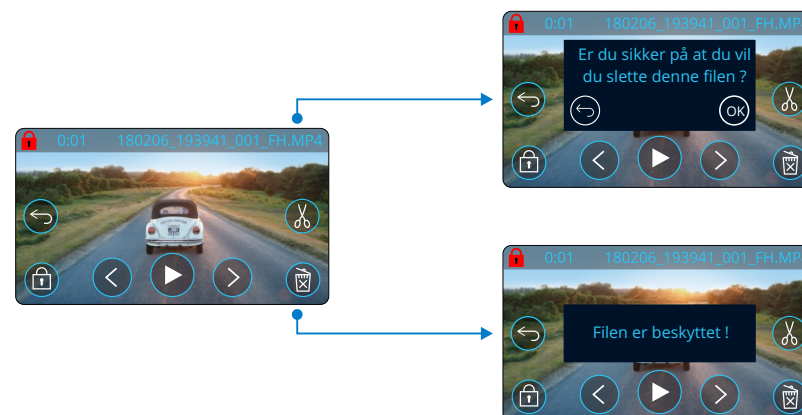 0:01 180206_193941_001_FH.MP4
0:01 180206_193941_001_FH.MP
Er du sikker på at du vil
du slette denne filen ?
OK
0:01 180206_193941_001_FH.MP
Filen er beskyttet !